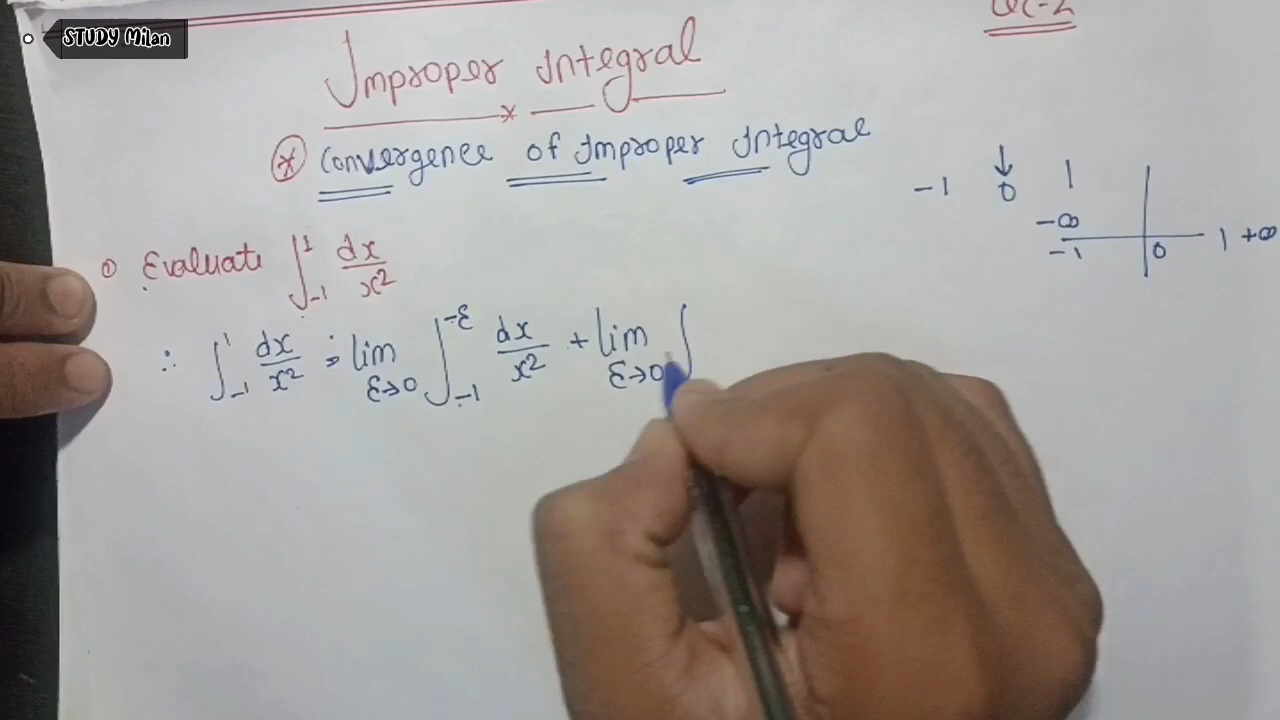 STUDY Milan
Improper Integral
* Convergence of Improper Integral
-1 ↓ 0 1
-∞
-1 0 1 +∞
① Evaluate ∫_{-1}^{1} dx/x²
∴ ∫_{-1}^{1} dx/x² = lim_{ε→0} ∫_{-1}^{-ε} dx/x² + lim_{ε→0} ∫